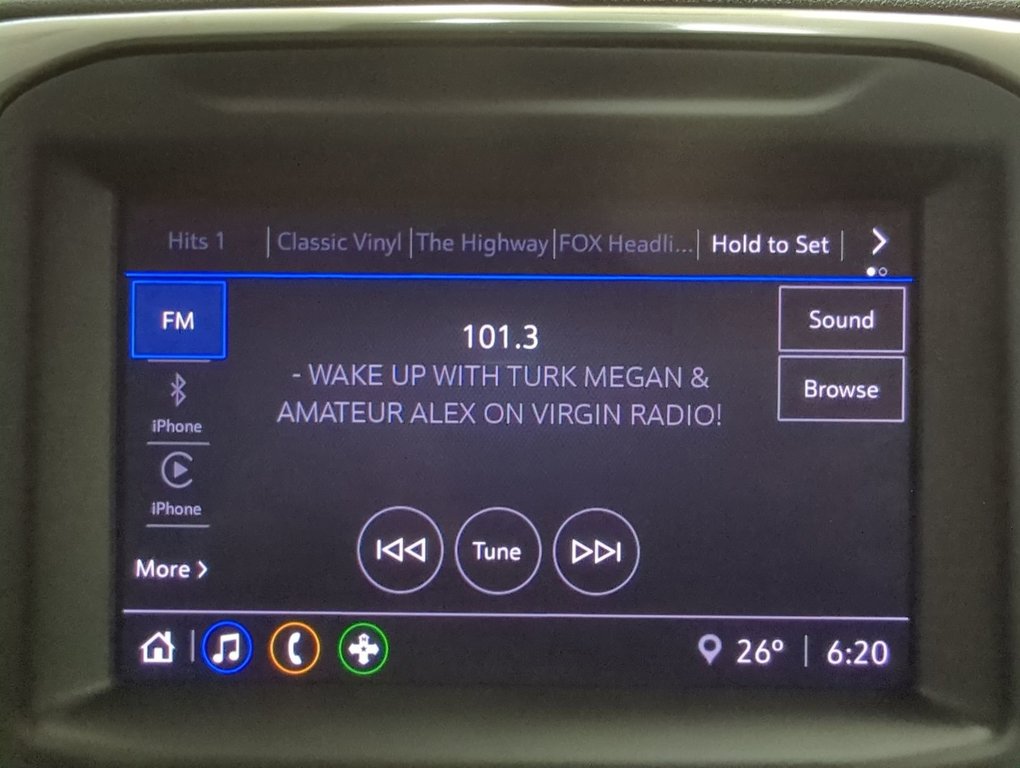 Hits 1 | Classic Vinyl | The Highway | FOX Headli... | Hold to Set |
FM
101.3
Sound
- WAKE UP WITH TURK MEGAN &
AMATEUR ALEX ON VIRGIN RADIO!
Browse
iPhone
iPhone
Tune
More
26° | 6:20